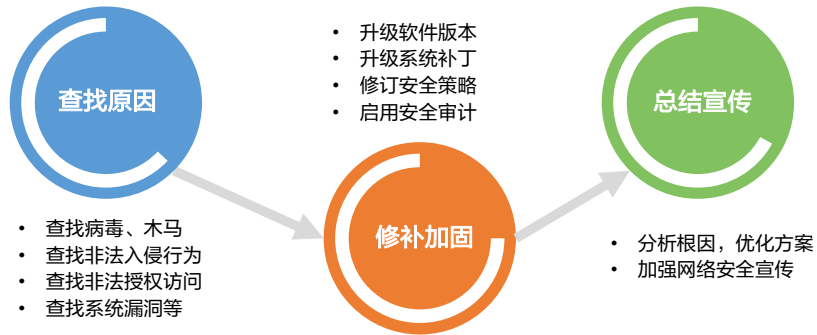 查找原因
• 查找病毒、木马
• 查找非法入侵行为
• 查找非法授权访问
• 查找系统漏洞等
• 升级软件版本
• 升级系统补丁
• 修订安全策略
• 启用安全审计
修补加固
总结宣传
• 分析根因，优化方案
• 加强网络安全宣传